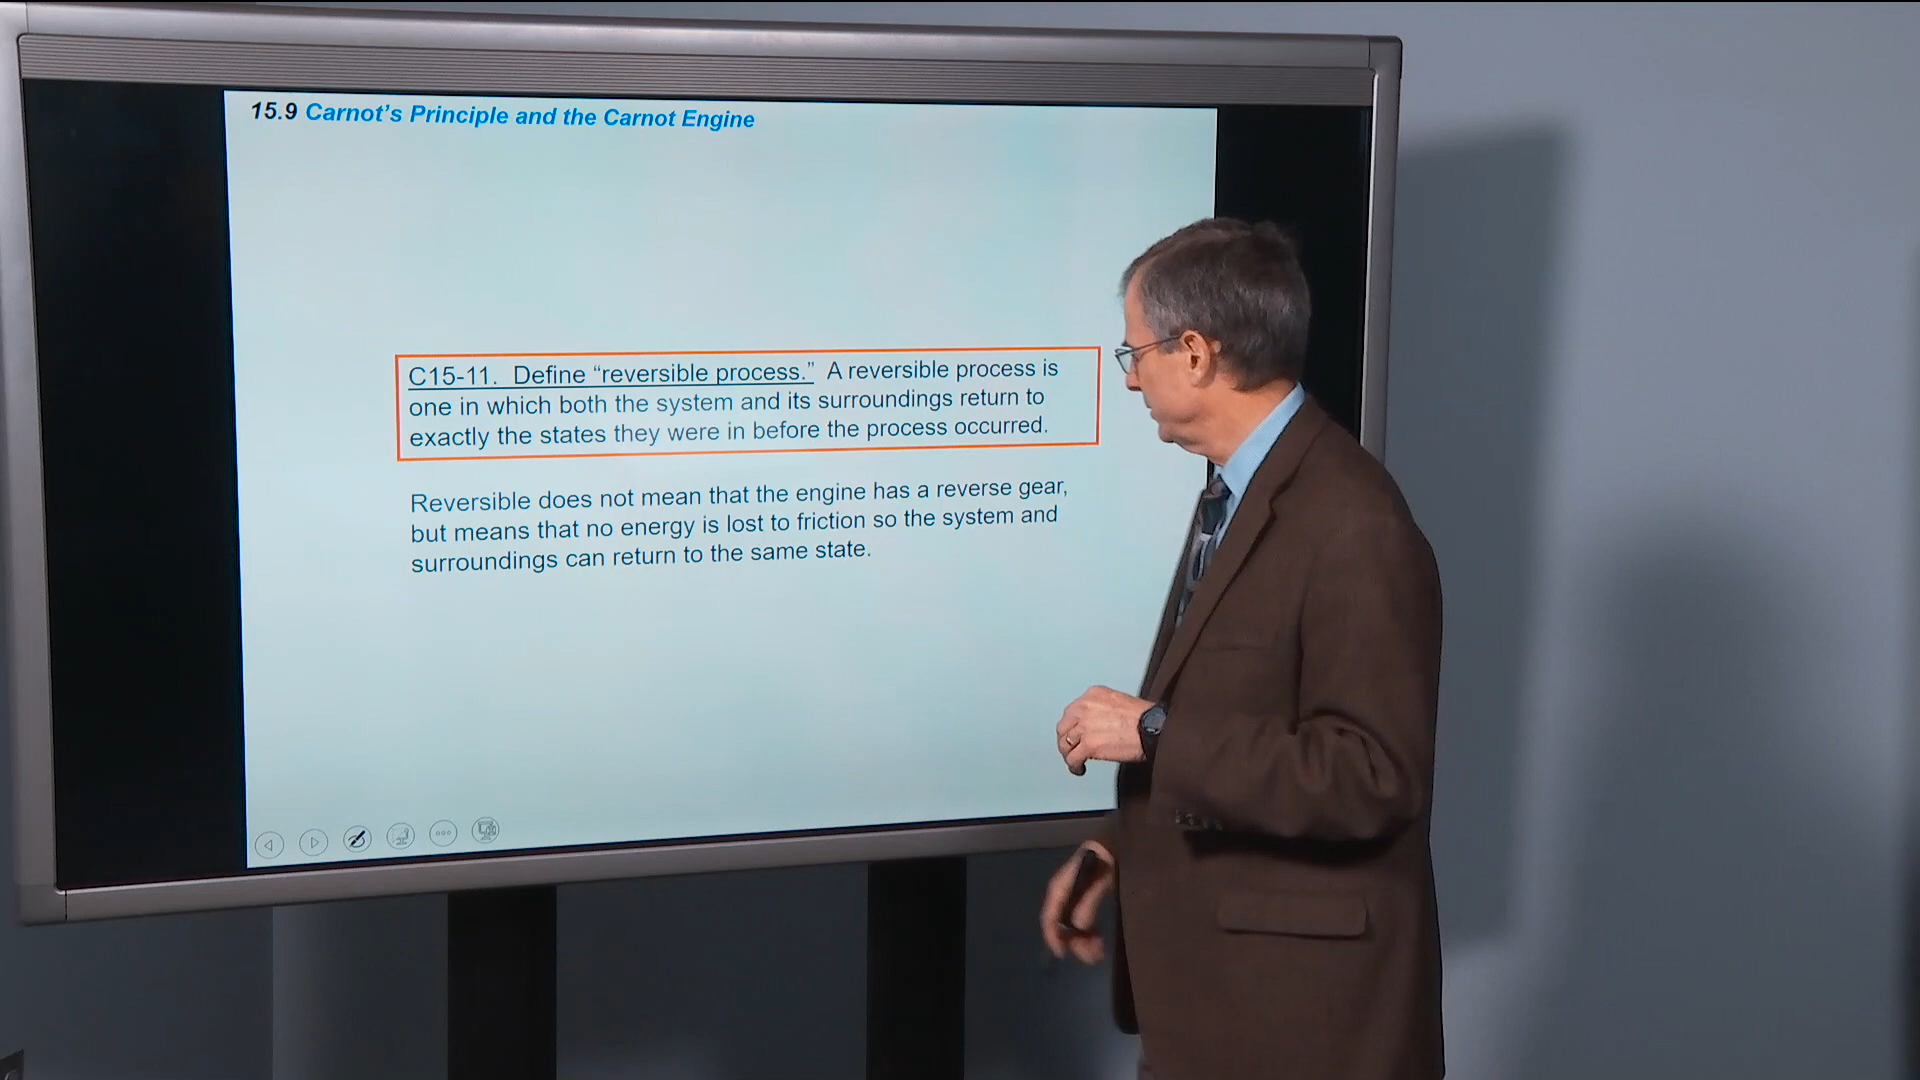 15.9 Carnot's Principle and the Carnot Engine
C15-11.  Define “reversible process.”  A reversible process is
one in which both the system and its surroundings return to
exactly the states they were in before the process occurred.
Reversible does not mean that the engine has a reverse gear,
but means that no energy is lost to friction so the system and
surroundings can return to the same state.